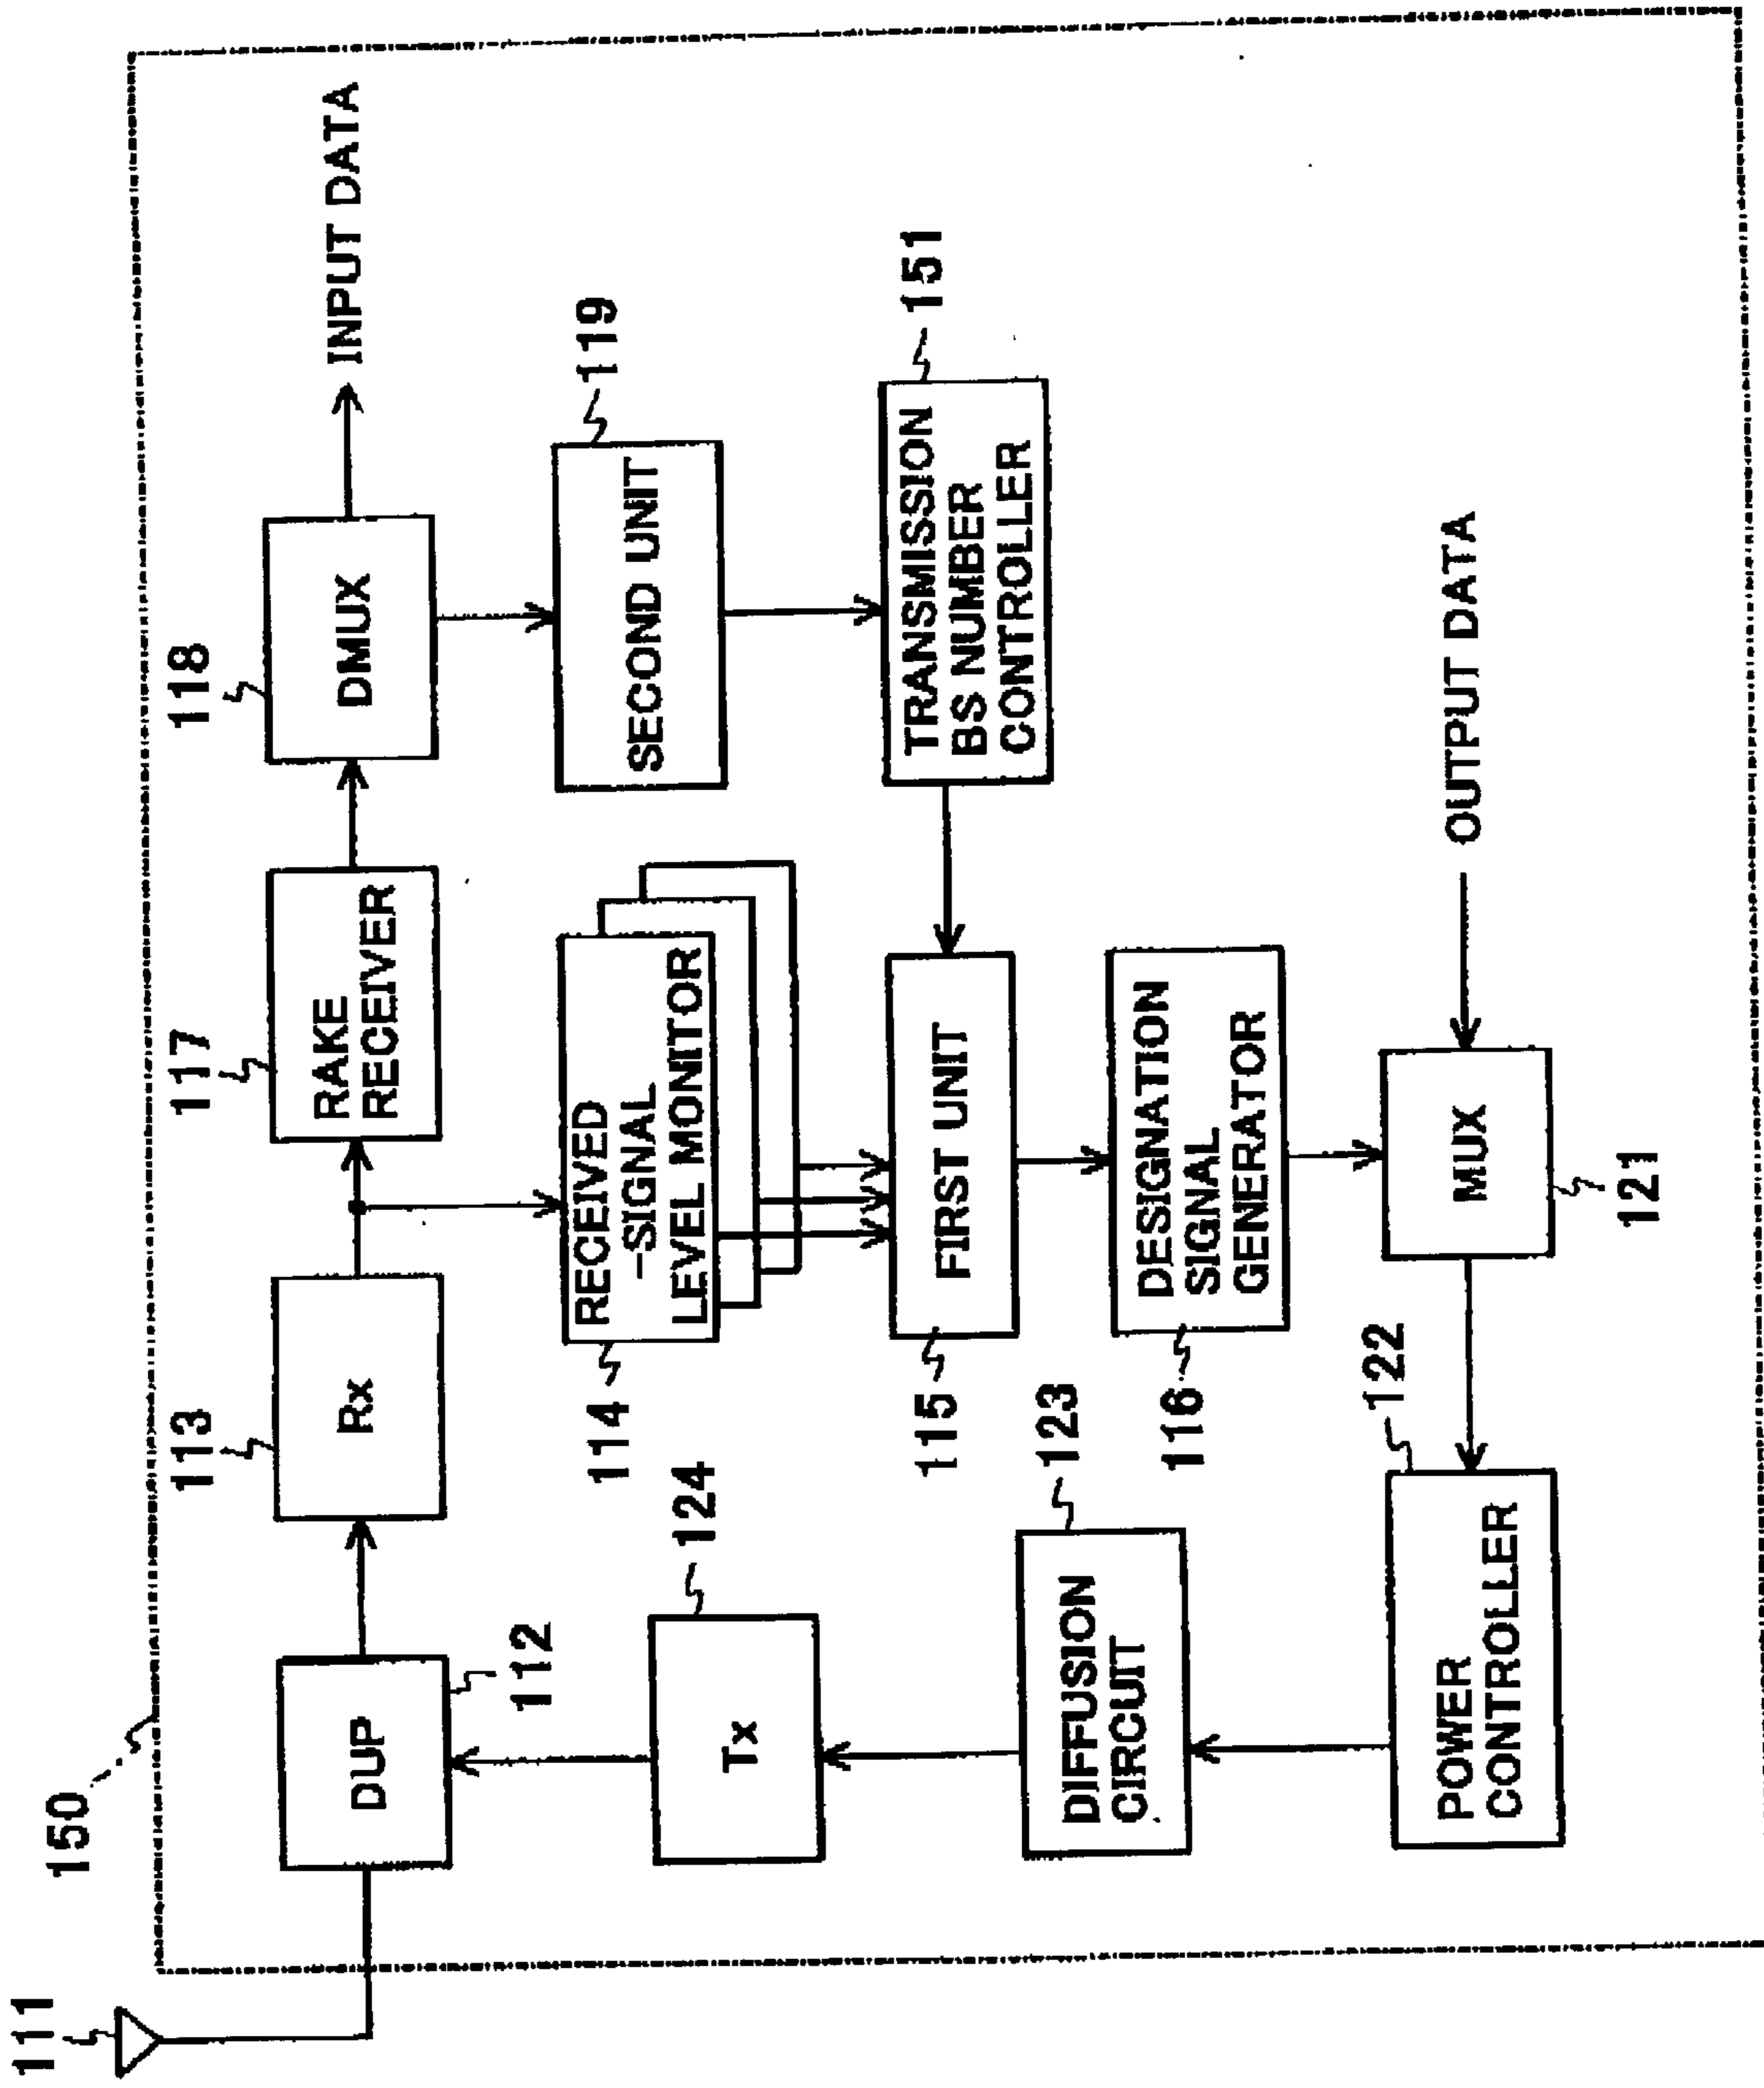 111
150
DUP
112
113
Rx
117
RAKE
RECEIVER
118
DMUX
INPUT DATA
124
Tx
114
RECEIVED
-SIGNAL
LEVEL MONITOR
119
SECOND UNIT
123
DIFFUSION
CIRCUIT
115
FIRST UNIT
151
TRANSMISSION
BS NUMBER
CONTROLLER
116
DESIGNATION
SIGNAL
GENERATOR
122
POWER
CONTROLLER
MUX
121
OUTPUT DATA